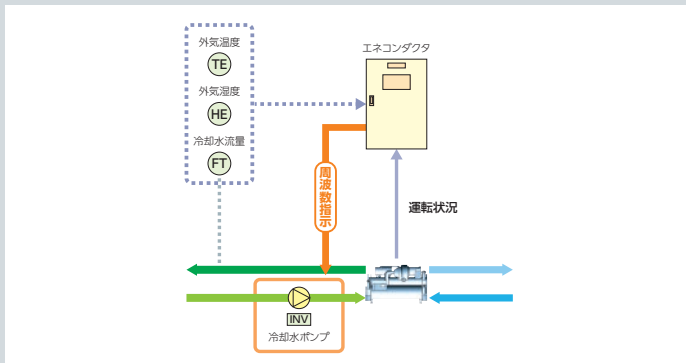 外気温度
TE
外気湿度
HE
冷却水流量
FT
エネコンダクタ
周波数指示
運転状況
INV
冷却水ポンプ